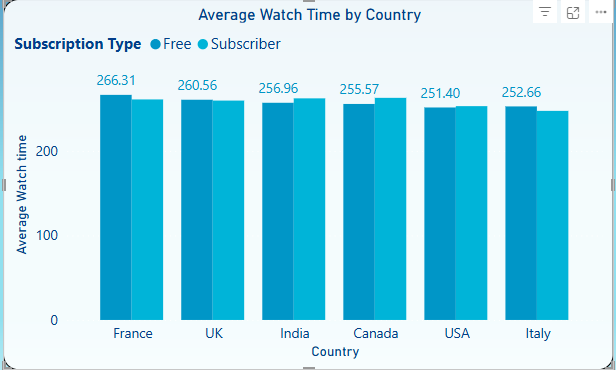 Average Watch Time by Country
Subscription Type Free Subscriber
266.31 260.56 256.96 255.57 251.40 252.66
Average Watch time
200
100
0
France UK India Canada USA Italy
Country